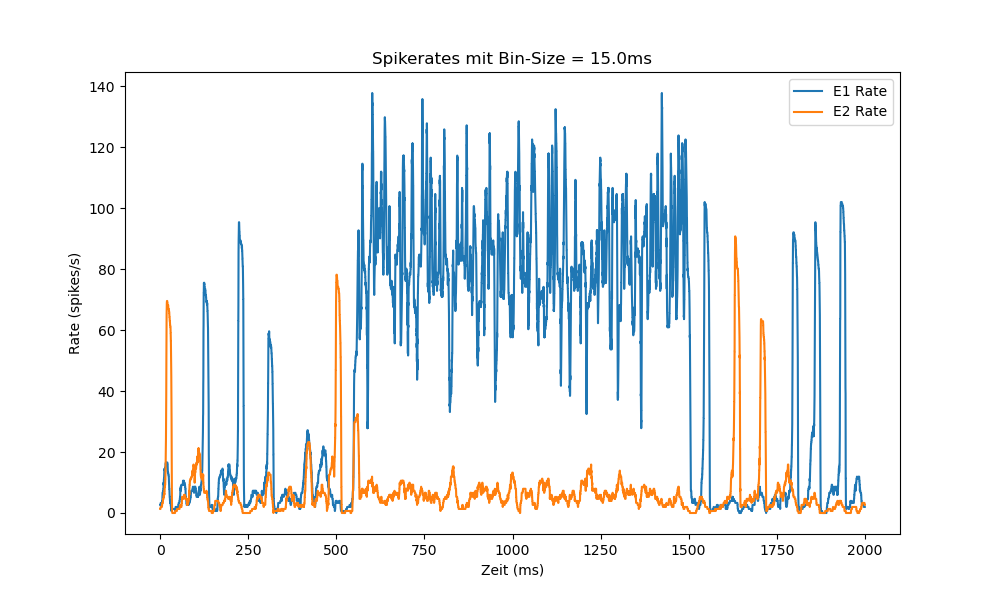 Spikerates mit Bin-Size = 15.0ms
E1 Rate
E2 Rate
140
120
100
80
60
40
20
0
Rate (spikes/s)
0 250 500 750 1000 1250 1500 1750 2000
Zeit (ms)